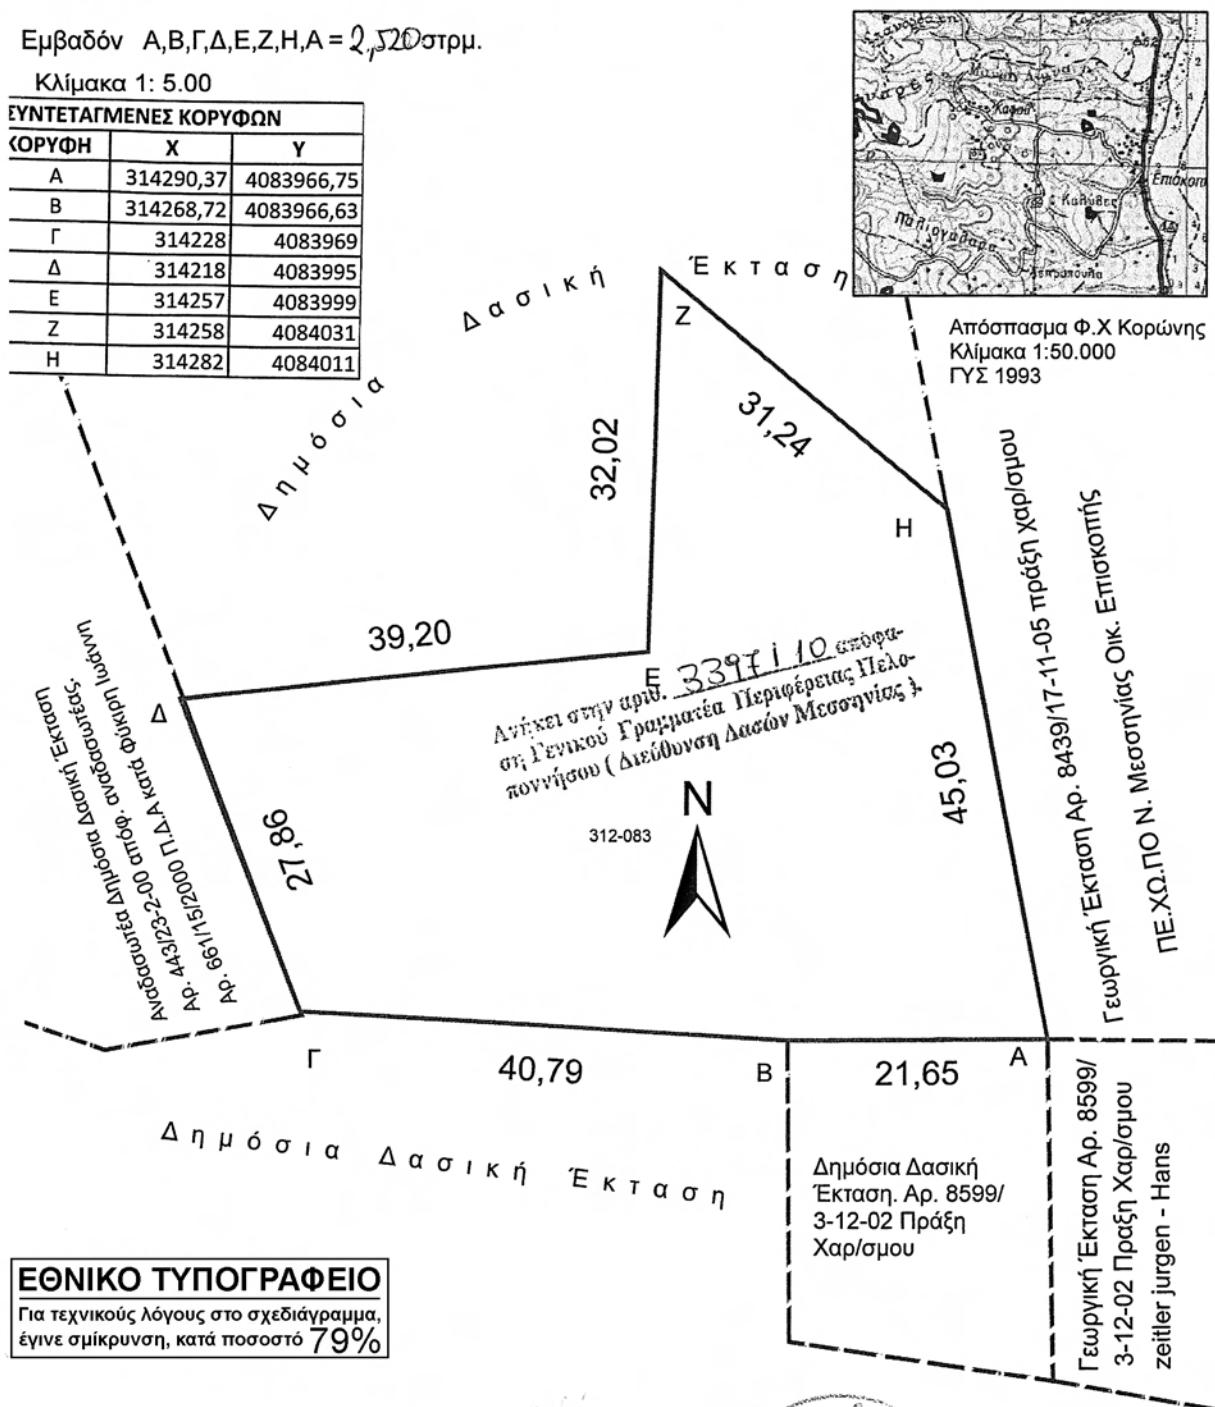 Εμβαδόν Α,Β,Γ,Δ,Ε,Ζ,Η,Α = 2,520 στρμ.
Κλίμακα 1: 5.00
ΣΥΝΤΕΤΑΓΜΕΝΕΣ ΚΟΡΥΦΩΝ
ΚΟΡΥΦΗ X Y
Α 314290,37 4083966,75
Β 314268,72 4083966,63
Γ 314228 4083969
Δ 314218 4083995
Ε 314257 4083999
Ζ 314258 4084031
Η 314282 4084011
Καλύβες
Απόσπασμα Φ.Χ Κορώνης
Κλίμακα 1:50.000
ΓΥΣ 1993
Δημόσια Δασική Έκταση
Ζ
31,24
32,02
Η
39,20
Ε
Δ
Ανήκει στην αριθ. 3397 / 10 απόφα-
ση Γενικού Γραμματέα Περιφέρειας Πελο-
ποννήσου ( Διεύθυνση Δασών Μεσσηνίας ).
Αναδασωτέα Δημόσια Δασική Έκταση
Αρ. 443/23-2-00 απόφ. αναδασωτέας.
Αρ. 661/15/2000 Π.Δ.Α κατά Φύκιρη Ιωάννη
27,86
N
312-083
45,03
Γεωργική Έκταση Αρ. 8439/17-11-05 πράξη χαρ/σμου
ΠΕ.ΧΩ.ΠΟ Ν. Μεσσηνίας Οικ. Επισκοπής
Γ
40,79
Β
21,65
Α
Δημόσια Δασική Έκταση
Δημόσια Δασική
Έκταση. Αρ. 8599/
3-12-02 Πράξη
Χαρ/σμου
Γεωργική Έκταση Αρ. 8599/
3-12-02 Πραξη Χαρ/σμου
zeitler jurgen - Hans
ΕΘΝΙΚΟ ΤΥΠΟΓΡΑΦΕΙΟ
Για τεχνικούς λόγους στο σχεδιάγραμμα,
έγινε σμίκρυνση, κατά ποσοστό 79%